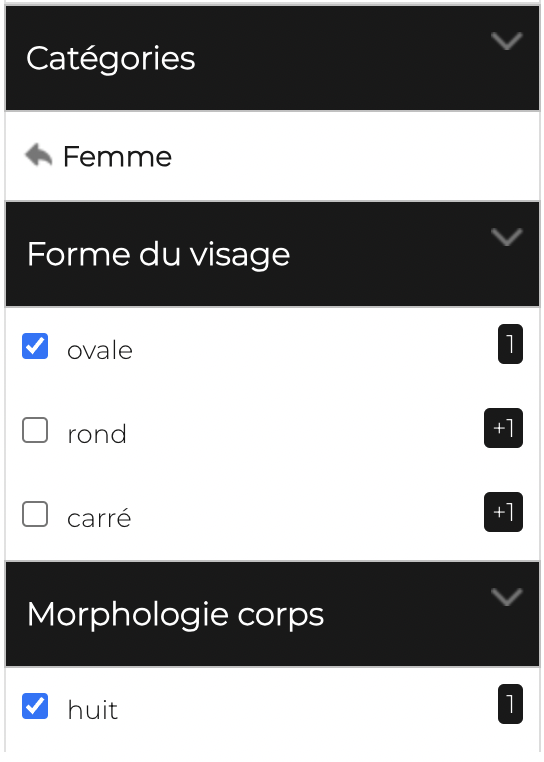 Catégories
Femme
Forme du visage
ovale 1
rond +1
carré +1
Morphologie corps
huit 1